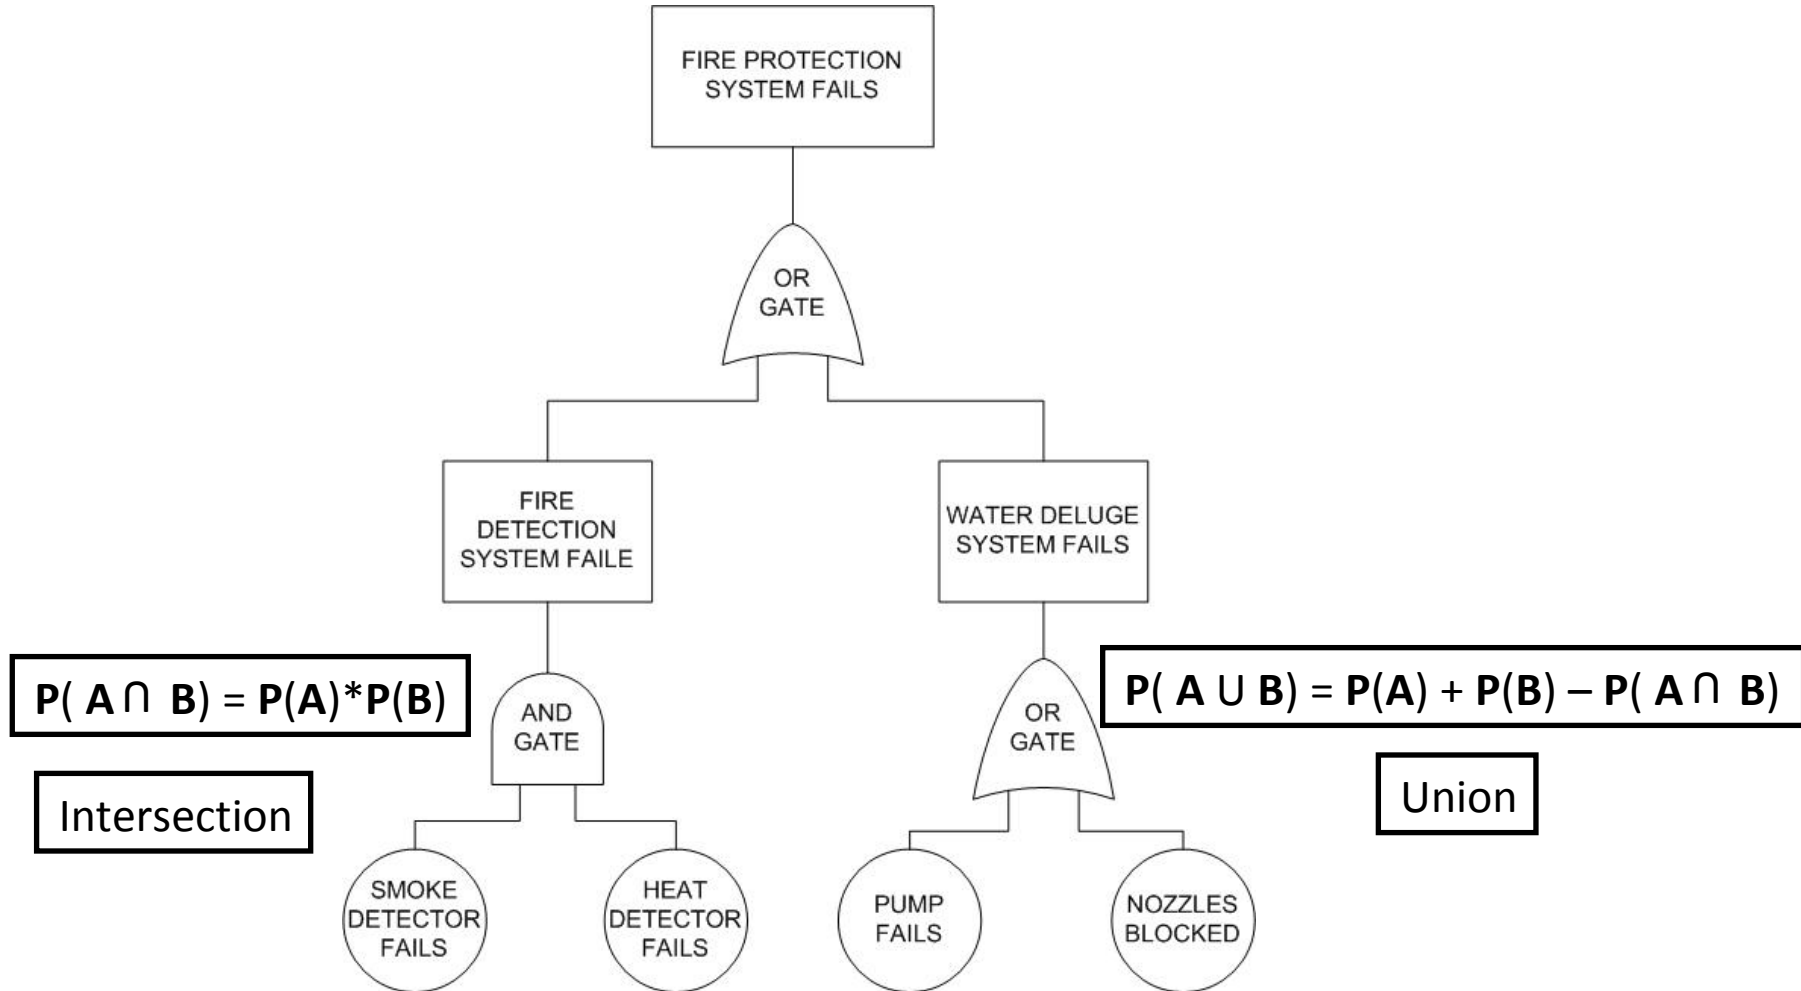 FIRE PROTECTION
SYSTEM FAILS
OR
GATE
FIRE
DETECTION
SYSTEM FAILE
WATER DELUGE
SYSTEM FAILS
P( A ∩ B) = P(A)*P(B)
Intersection
AND
GATE
OR
GATE
P( A ∪ B) = P(A) + P(B) – P( A ∩ B)
Union
SMOKE
DETECTOR
FAILS
HEAT
DETECTOR
FAILS
PUMP
FAILS
NOZZLES
BLOCKED